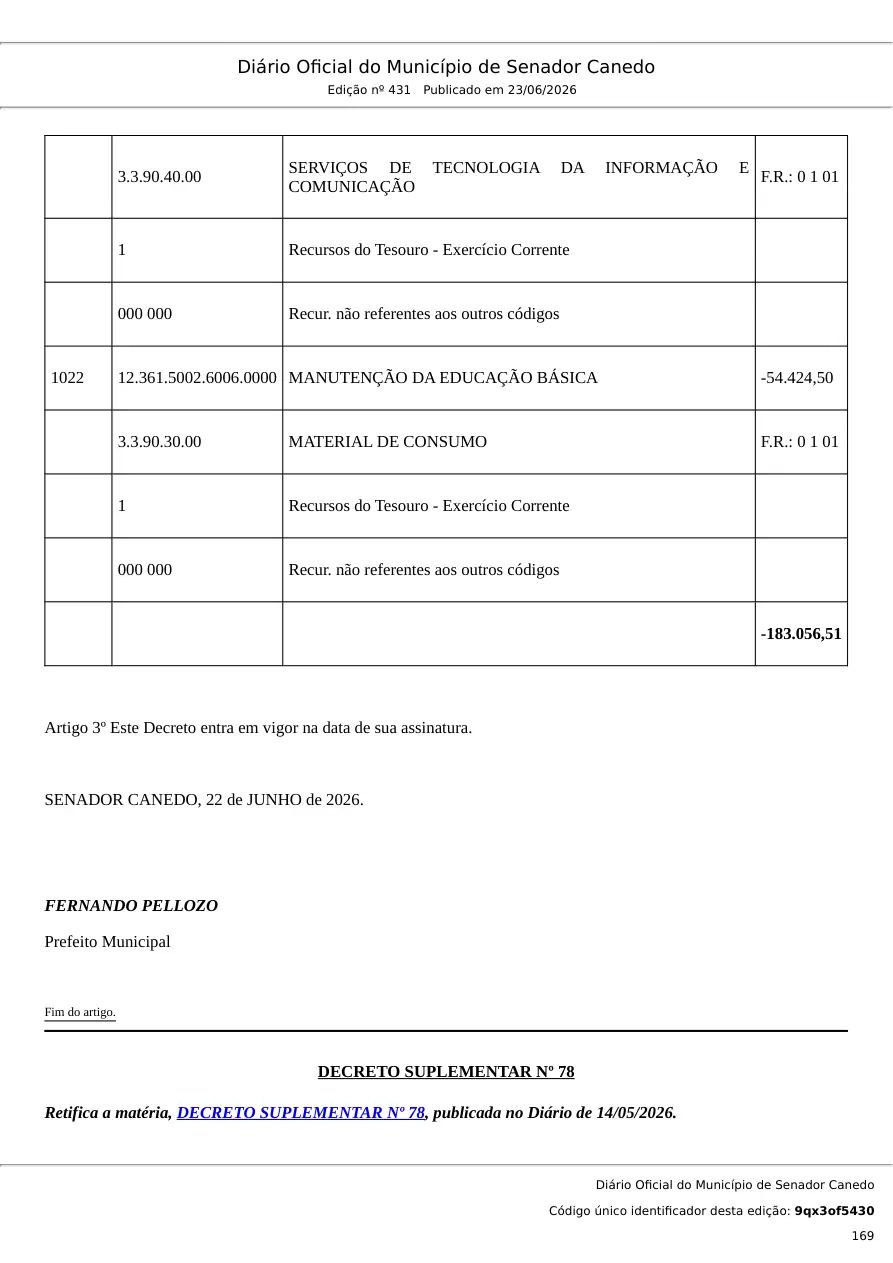 Diário Oficial do Município de Senador Canedo
Edição nº 431 Publicado em 23/06/2026
3.3.90.40.00 SERVIÇOS DE TECNOLOGIA DA INFORMAÇÃO E COMUNICAÇÃO F.R.: 0 1 01
1 Recursos do Tesouro - Exercício Corrente
000 000 Recur. não referentes aos outros códigos
1022 12.361.5002.6006.0000 MANUTENÇÃO DA EDUCAÇÃO BÁSICA -54.424,50
3.3.90.30.00 MATERIAL DE CONSUMO F.R.: 0 1 01
1 Recursos do Tesouro - Exercício Corrente
000 000 Recur. não referentes aos outros códigos
-183.056,51
Artigo 3º Este Decreto entra em vigor na data de sua assinatura.
SENADOR CANEDO, 22 de JUNHO de 2026.
FERNANDO PELLOZO
Prefeito Municipal
Fim do artigo.
DECRETO SUPLEMENTAR Nº 78
Retifica a matéria, DECRETO SUPLEMENTAR Nº 78, publicada no Diário de 14/05/2026.
Diário Oficial do Município de Senador Canedo
Código único identificador desta edição: 9qx3of5430
169